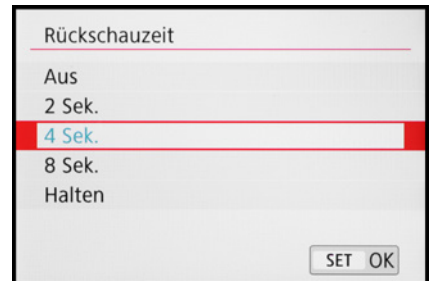 Rückschauzeit
Aus
2 Sek.
4 Sek.
8 Sek.
Halten
SET OK